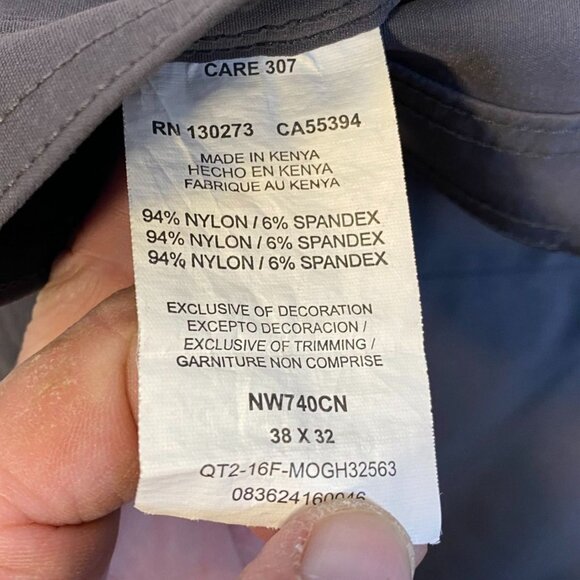 CARE 307
RN 130273 CA55394
MADE IN KENYA
HECHO EN KENYA
FABRIQUE AU KENYA
94% NYLON / 6% SPANDEX
94% NYLON / 6% SPANDEX
94% NYLON / 6% SPANDEX
EXCLUSIVE OF DECORATION
EXCEPTO DECORACION /
EXCLUSIVE OF TRIMMING /
GARNITURE NON COMPRISE
NW740CN
38 X 32
QT2-16F-MOGH32563
083624160046